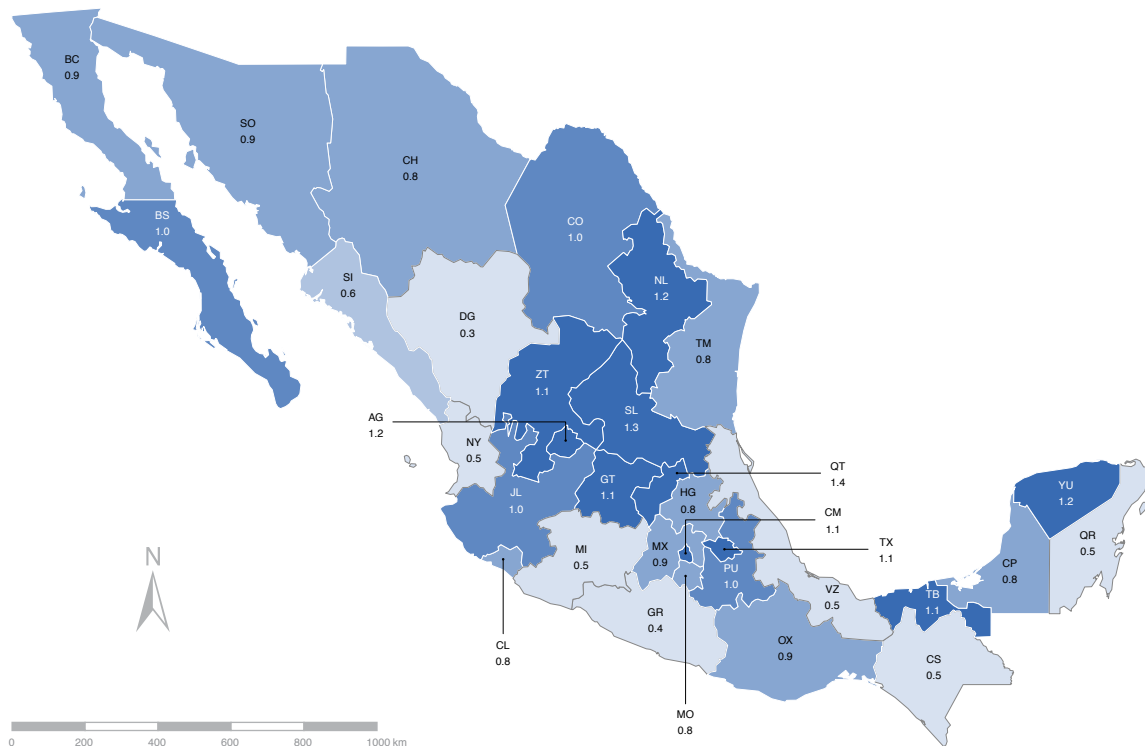 BC
0.9
SO
0.9
CH
0.8
BS
1.0
CO
1.0
SI
0.6
NL
1.2
DG
0.3
TM
0.8
ZT
1.1
SL
1.3
AG
1.2
NY
0.5
QT
1.4
GT
1.1
HG
0.8
YU
1.2
JL
1.0
CM
1.1
QR
0.5
TX
1.1
MI
0.5
MX
0.9
PU
1.0
CP
0.8
N
VZ
0.5
TB
1.1
GR
0.4
CL
0.8
OX
0.9
CS
0.5
MO
0.8
0 200 400 600 800 1000 km